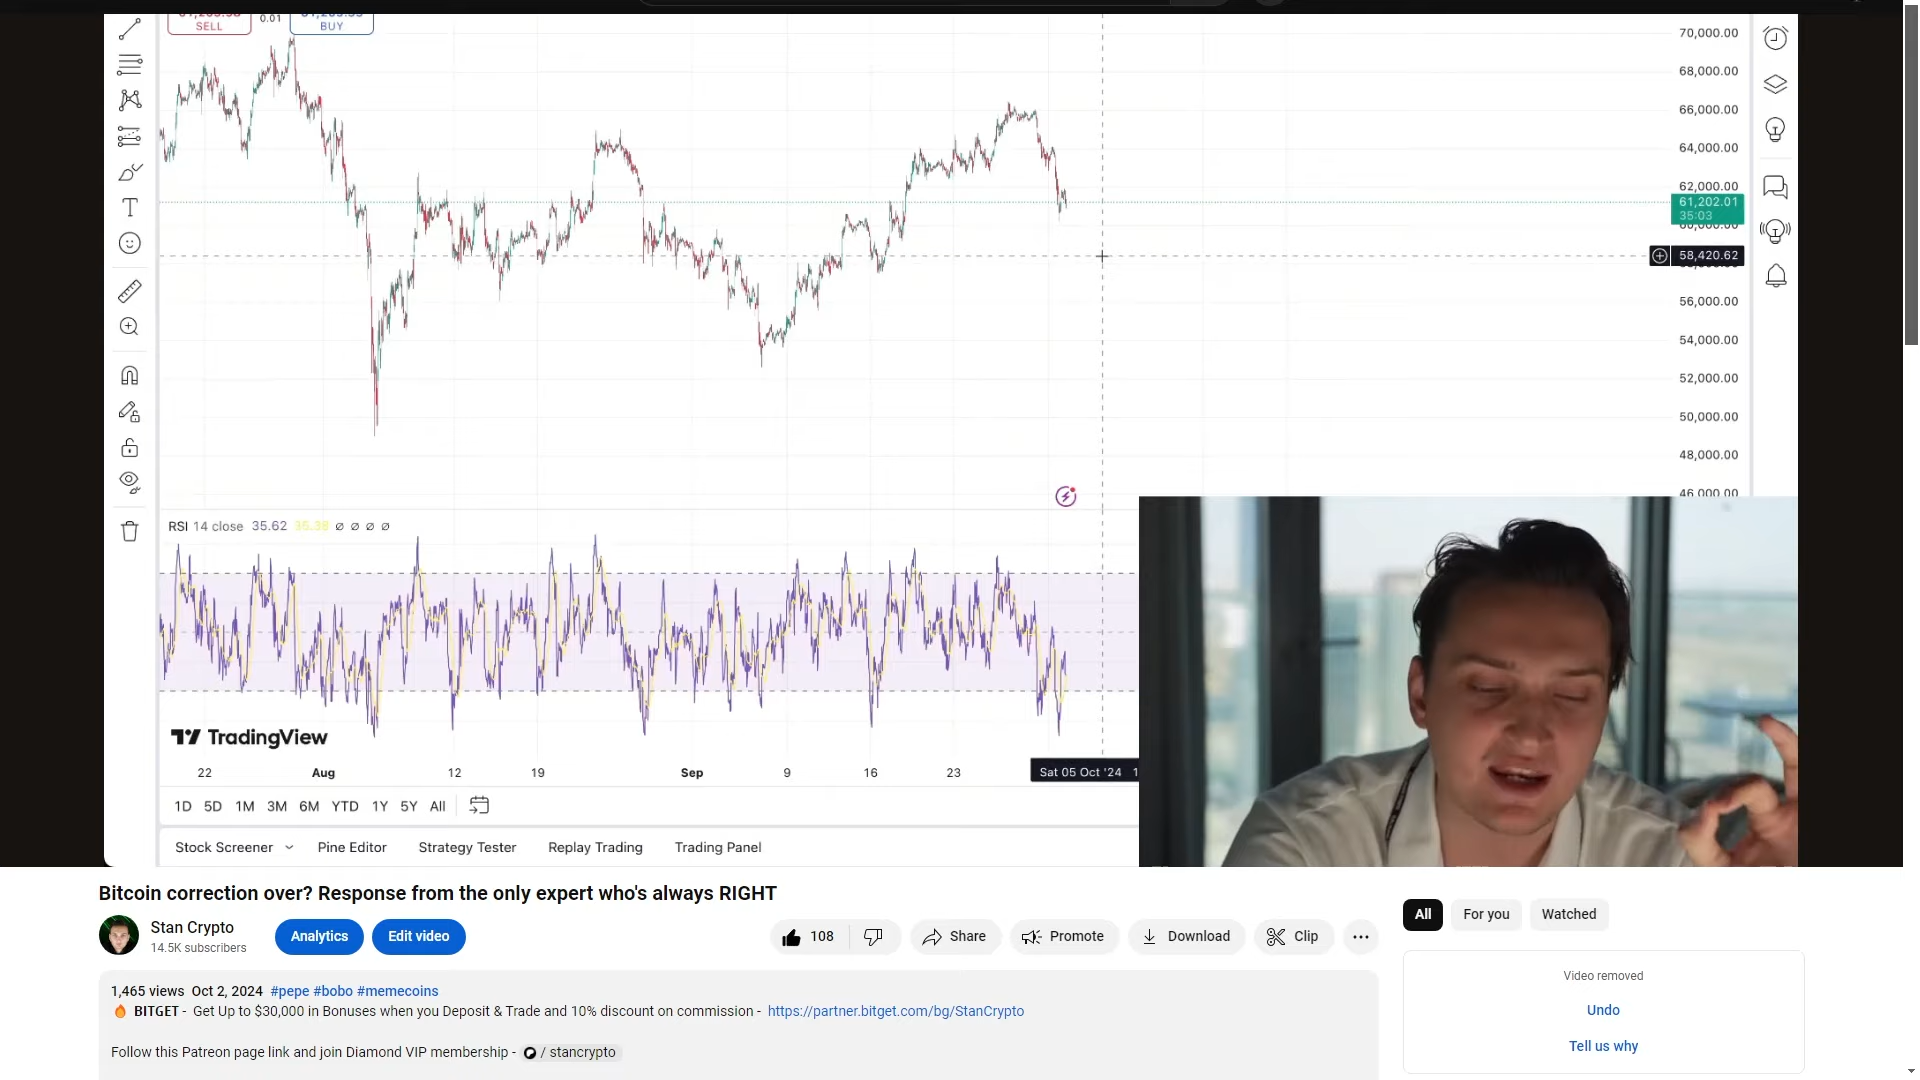 0.01
SELL
BUY
70,000.00
68,000.00
66,000.00
64,000.00
62,000.00
61,202.01
35:03
60,000.00
58,420.62
56,000.00
54,000.00
52,000.00
50,000.00
48,000.00
46,000.00
RSI 14 close 35.62 35.38 ∅ ∅ ∅ ∅
TradingView
22 Aug 12 19 Sep 9 16 23 Sat 05 Oct '24
1D 5D 1M 3M 6M YTD 1Y 5Y All
Stock Screener Pine Editor Strategy Tester Replay Trading Trading Panel
Bitcoin correction over? Response from the only expert who's always RIGHT
Stan Crypto
14.5K subscribers
Analytics
Edit video
108
Share
Promote
Download
Clip
All
For you
Watched
1,465 views Oct 2, 2024 #pepe #bobo #memecoins
🔥 BITGET - Get Up to $30,000 in Bonuses when you Deposit & Trade and 10% discount on commission - https://partner.bitget.com/bg/StanCrypto
Follow this Patreon page link and join Diamond VIP membership - / stancrypto
Video removed
Undo
Tell us why